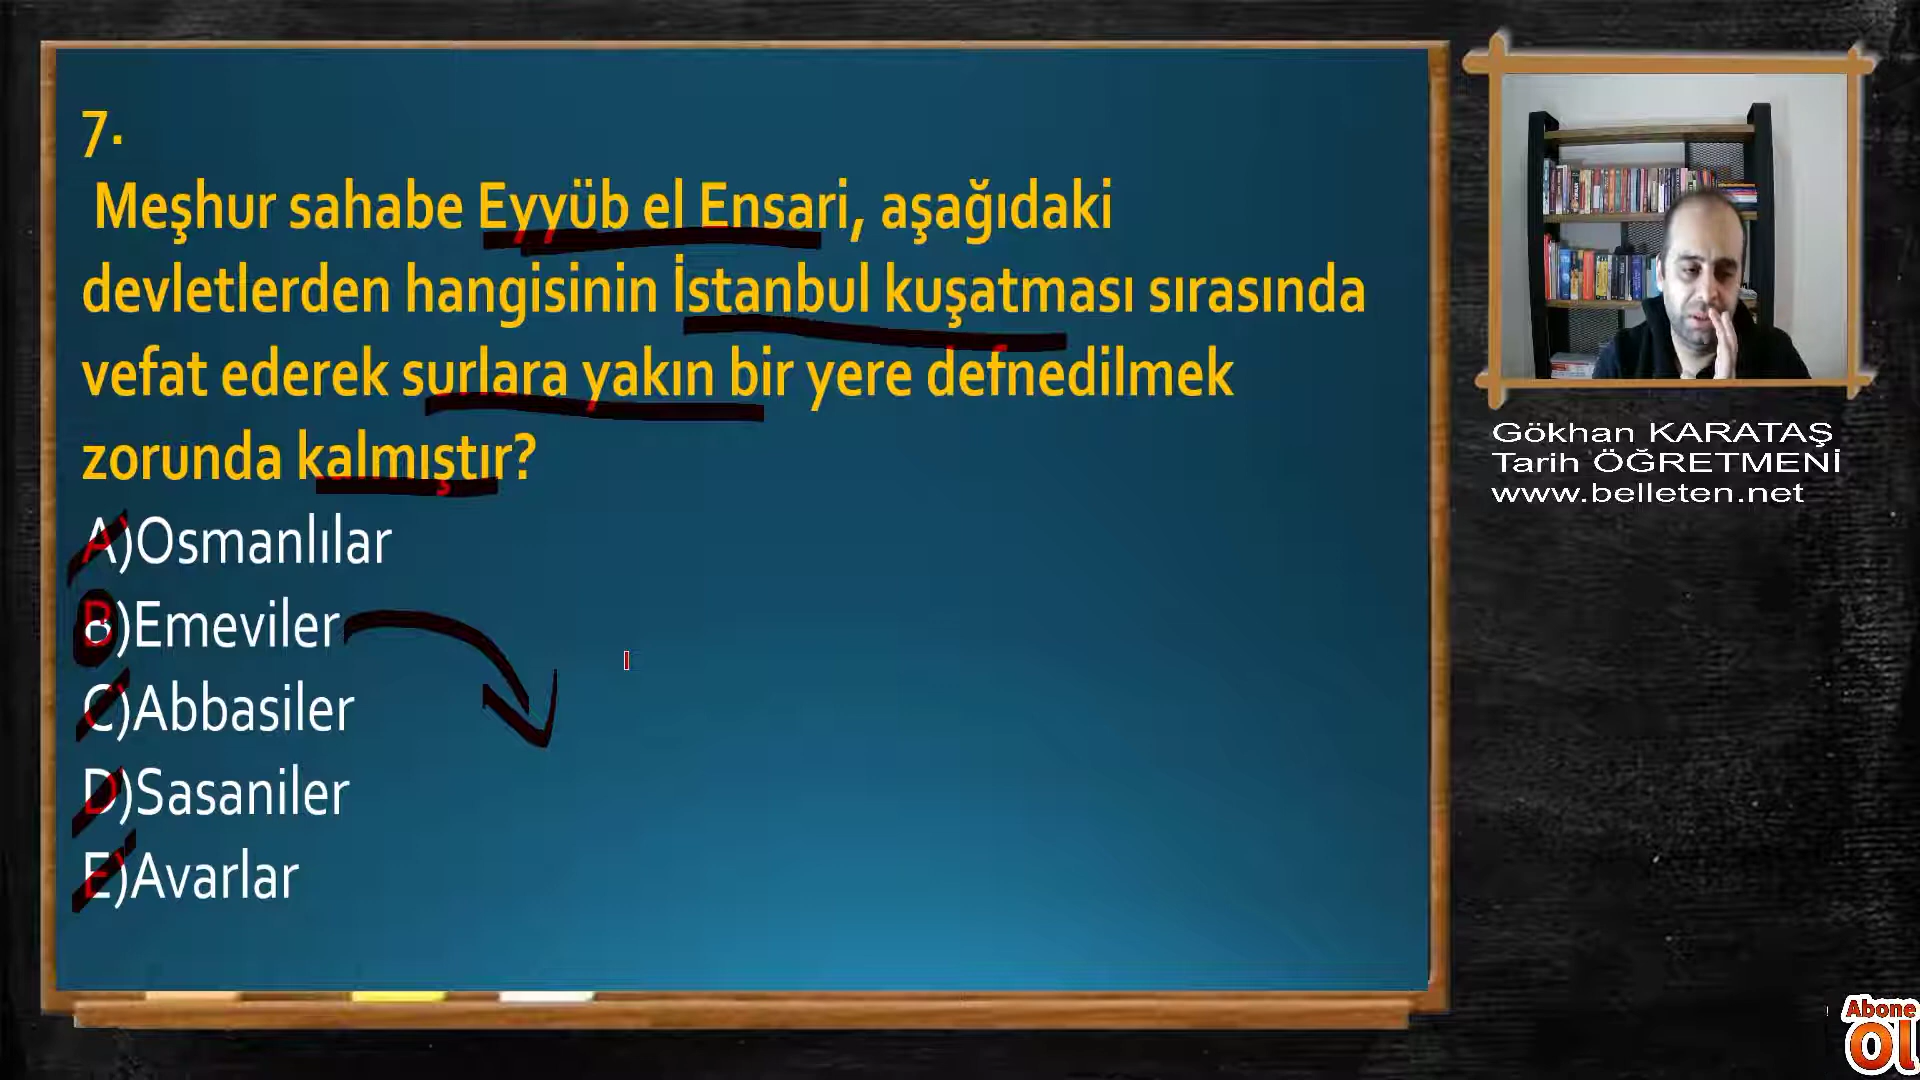 7.
Meşhur sahabe Eyyüb el Ensari, aşağıdaki
devletlerden hangisinin İstanbul kuşatması sırasında
vefat ederek surlara yakın bir yere defnedilmek
zorunda kalmıştır?
A)Osmanlılar
B)Emeviler
C)Abbasiler
D)Sasaniler
E)Avarlar
Gökhan KARATAŞ
Tarih ÖĞRETMENİ
www.belleten.net
Abone
Ol